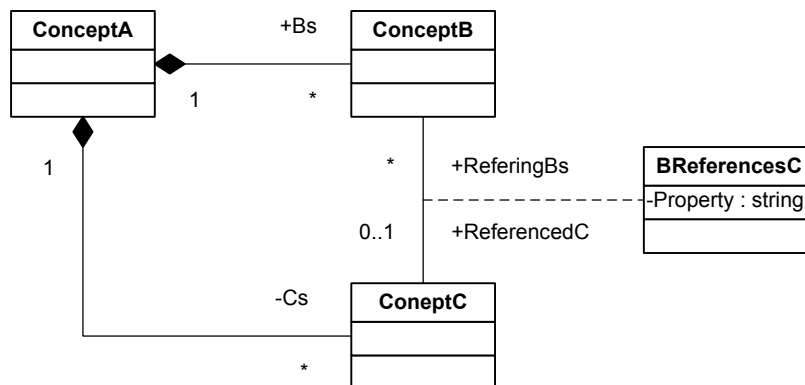 ConceptA
+Bs
ConceptB
1
*
1
*
+ReferingBs
BReferencesC
-Property : string
0..1
+ReferencedC
-Cs
ConeptC
*